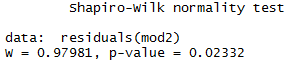 Shapiro-Wilk normality test
data:  residuals(mod2)
W = 0.97981, p-value = 0.02332